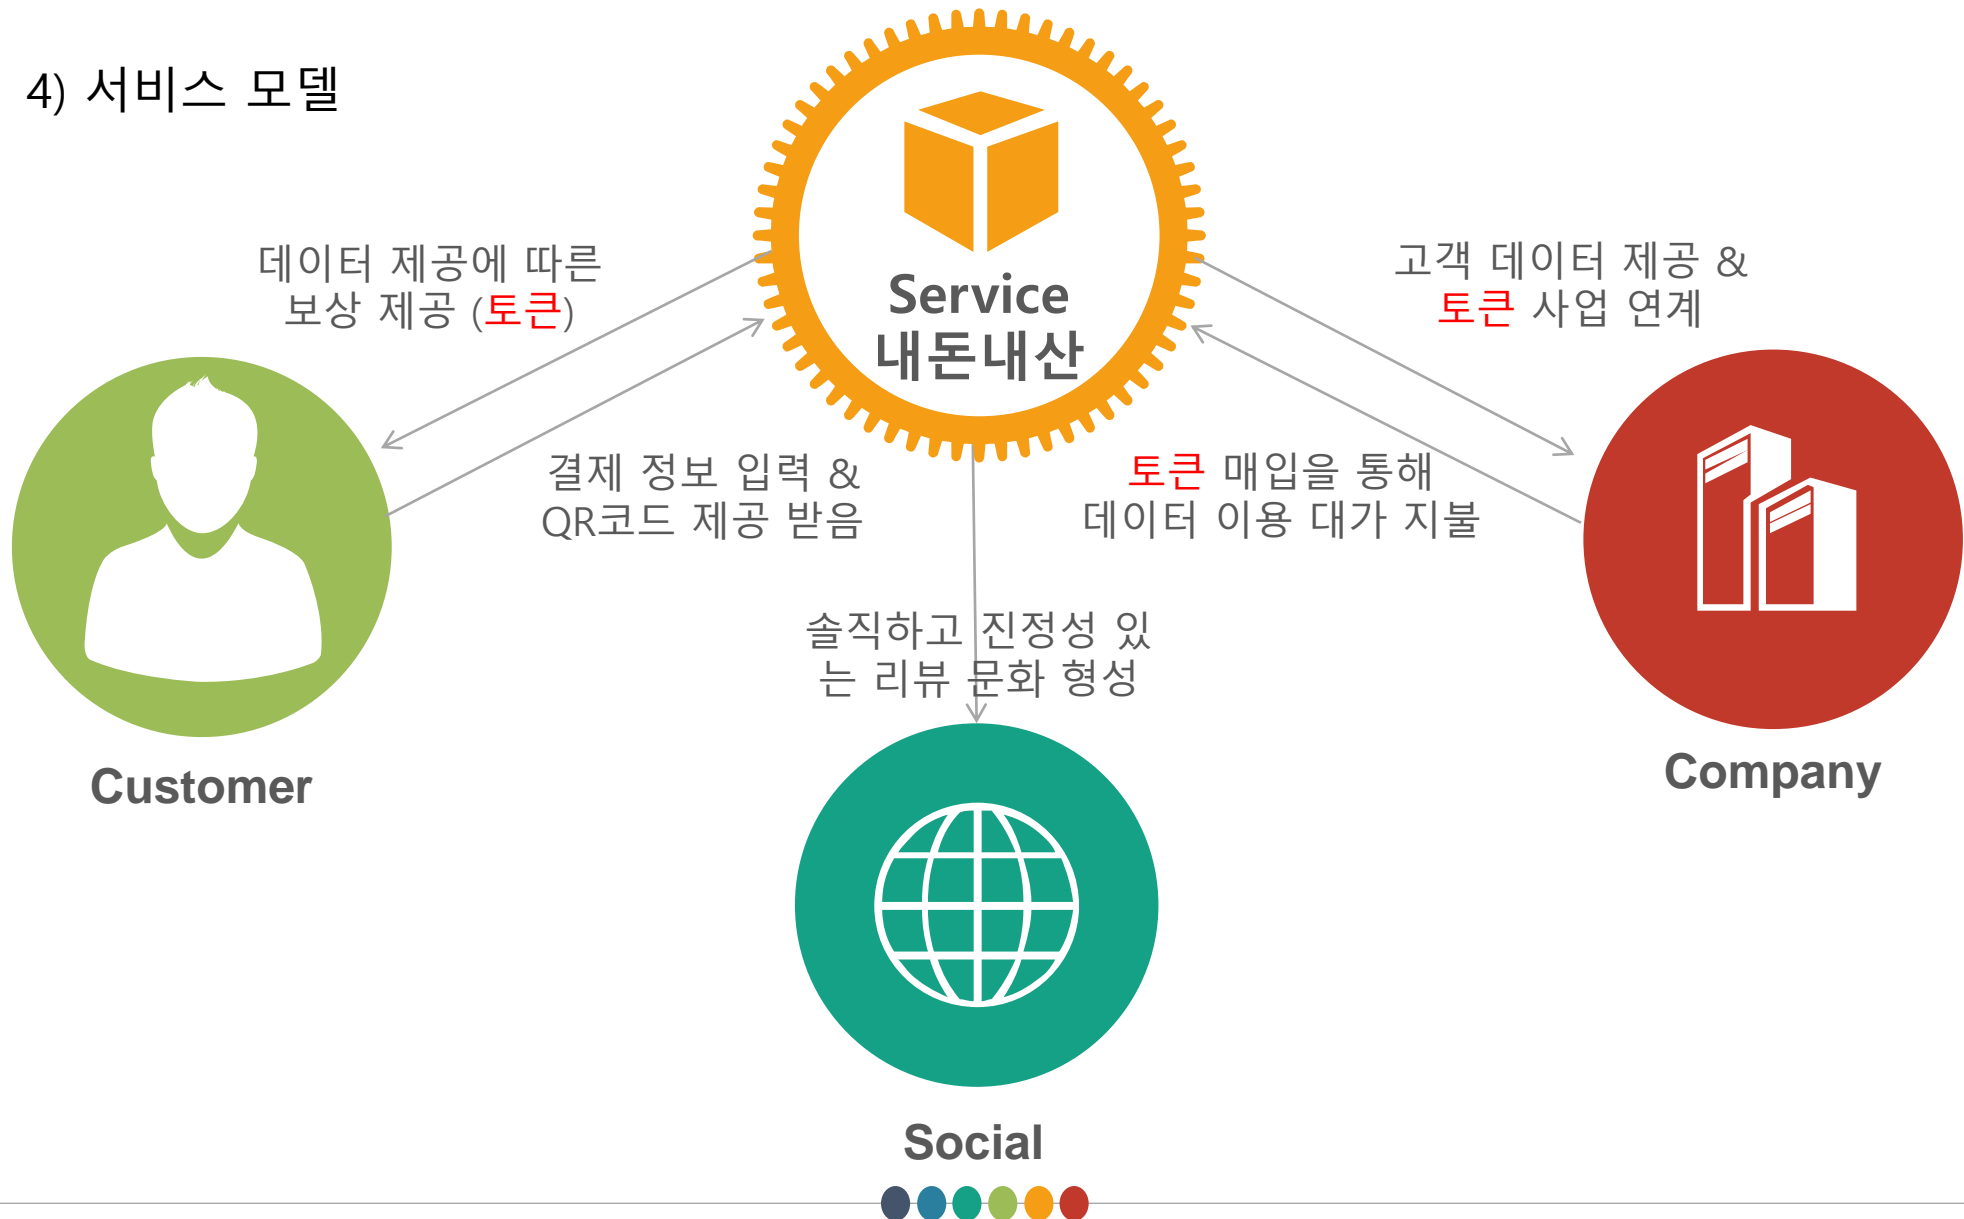 4) 서비스 모델
데이터 제공에 따른
보상 제공 (토큰)
Service
내돈내산
고객 데이터 제공 &
토큰 사업 연계
결제 정보 입력 &
QR코드 제공 받음
토큰 매입을 통해
데이터 이용 대가 지불
솔직하고 진정성 있
는 리뷰 문화 형성
Customer
Company
Social